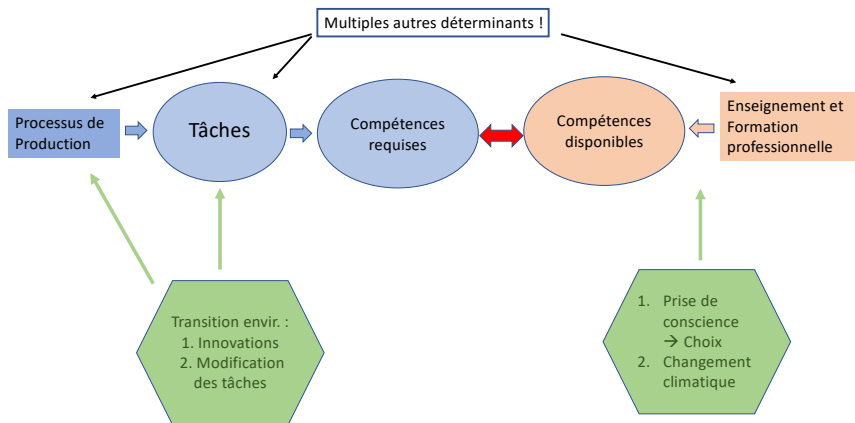 Multiples autres déterminants !
Processus de
Production
Tâches
Compétences
requises
Compétences
disponibles
Enseignement et
Formation
professionnelle
Transition envir. :
1. Innovations
2. Modification
des tâches
1. Prise de
conscience
→ Choix
2. Changement
climatique